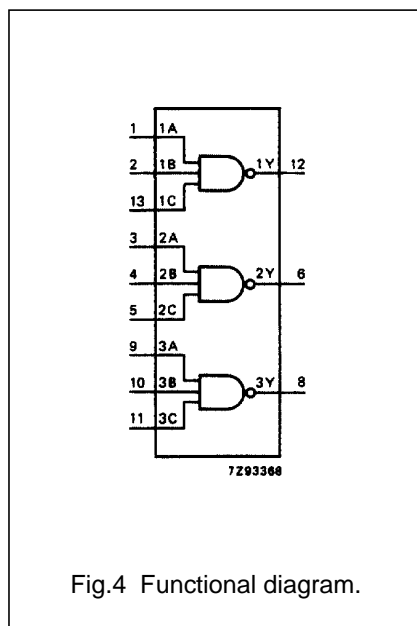 1 1A
2 1B 1Y 12
13 1C
3 2A
4 2B 2Y 6
5 2C
9 3A
10 3B 3Y 8
11 3C
7Z93368
Fig.4 Functional diagram.